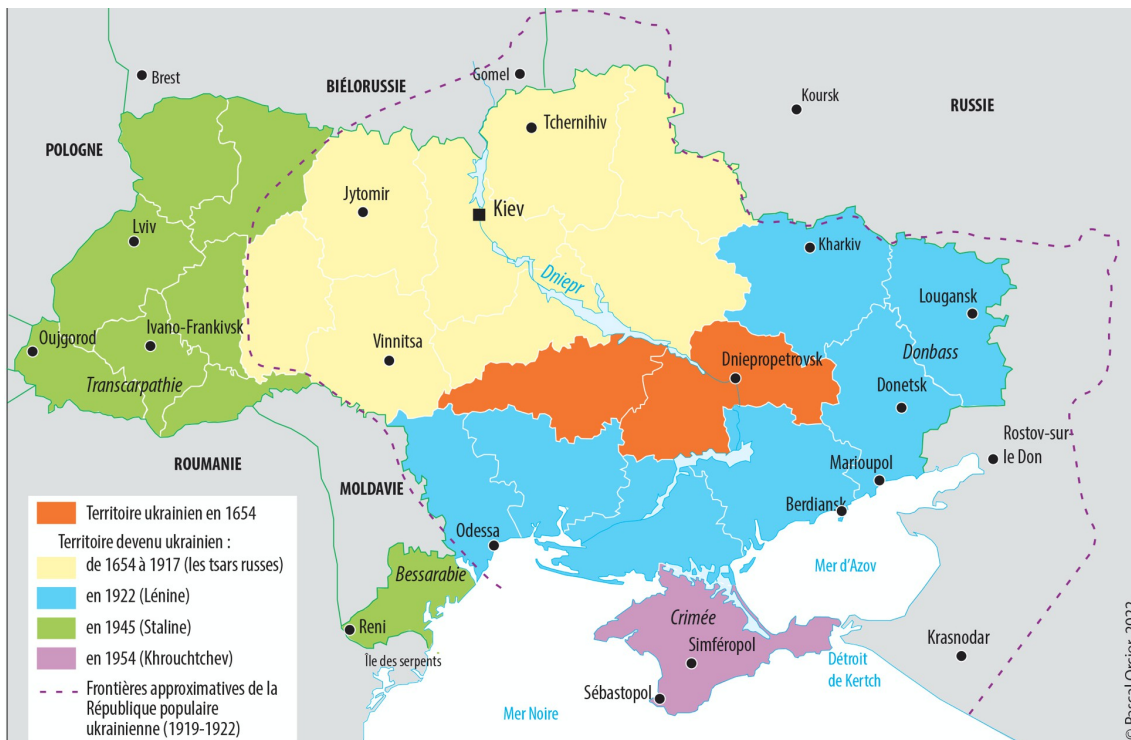 Brest
BIÉLORUSSIE
Gomel
Koursk
RUSSIE
Tchernihiv
POLOGNE
Jytomir
Kiev
Lviv
Kharkiv
Dniepr
Lougansk
Oujgorod
Ivano-Frankivsk
Vinnitsa
Dniepropetrovsk
Donbass
Transcarpathie
Donetsk
Rostov-sur-
le Don
ROUMANIE
MOLDAVIE
Marioupol
Berdiansk
Odessa
Mer d'Azov
Bessarabie
Crimée
Reni
Simféropol
Krasnodar
Île des serpents
Détroit
de Kertch
Sébastopol
Mer Noire
Territoire ukrainien en 1654
Territoire devenu ukrainien :
de 1654 à 1917 (les tsars russes)
en 1922 (Lénine)
en 1945 (Staline)
en 1954 (Khrouchtchev)
Frontières approximatives de la
République populaire
ukrainienne (1919-1922)
© Pascal Orcier 2022